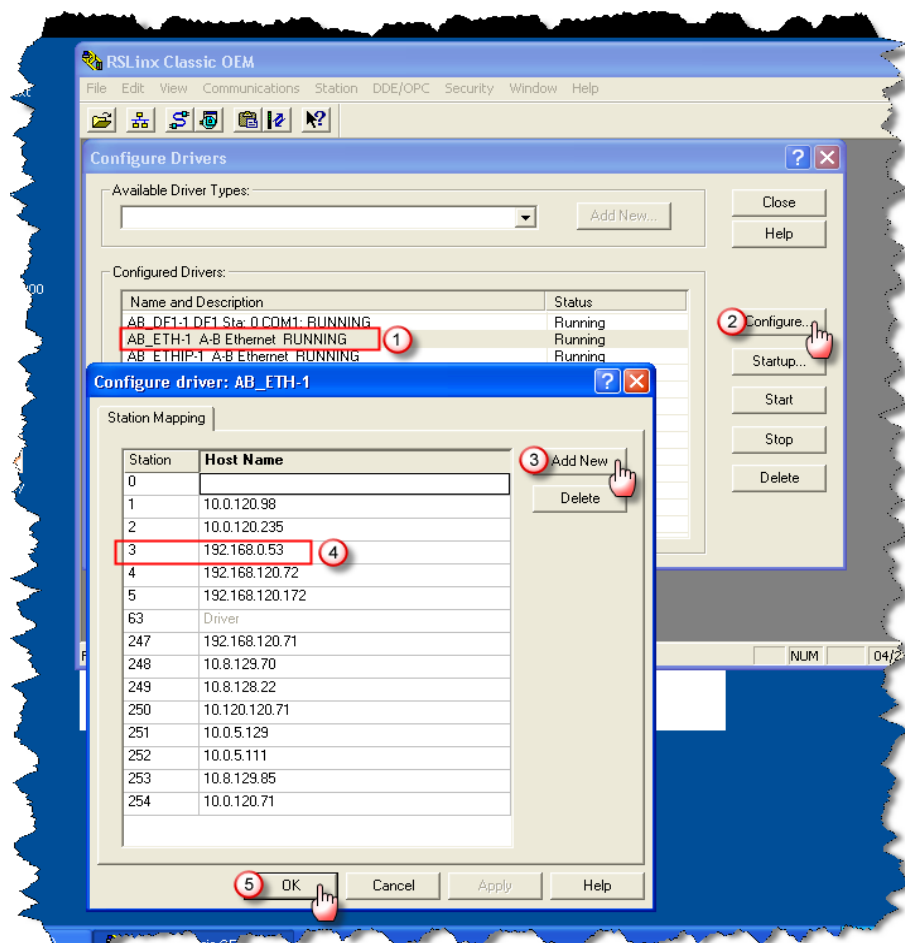 RSLinx Classic OEM
File Edit View Communications Station DDE/OPC Security Window Help
Configure Drivers
Available Driver Types:
Add New...
Close
Help
Configured Drivers:
Name and Description Status
AB_DF1-1 DF1 Sta: 0 COM1: RUNNING Running
AB_ETH-1 A-B Ethernet RUNNING Running
1
AB_ETHIP-1 A-B Ethernet RUNNING Running
2 Configure...
Startup...
Start
Stop
Delete
Configure driver: AB_ETH-1
Station Mapping
Station Host Name
0
1 10.0.120.98
2 10.0.120.235
3 192.168.0.53
4
4 192.168.120.72
5 192.168.120.172
63 Driver
247 192.168.120.71
248 10.8.129.70
249 10.8.128.22
250 10.120.120.71
251 10.0.5.129
252 10.0.5.111
253 10.8.129.85
254 10.0.120.71
3 Add New
Delete
5 OK
Cancel
Apply
Help
NUM
04/2